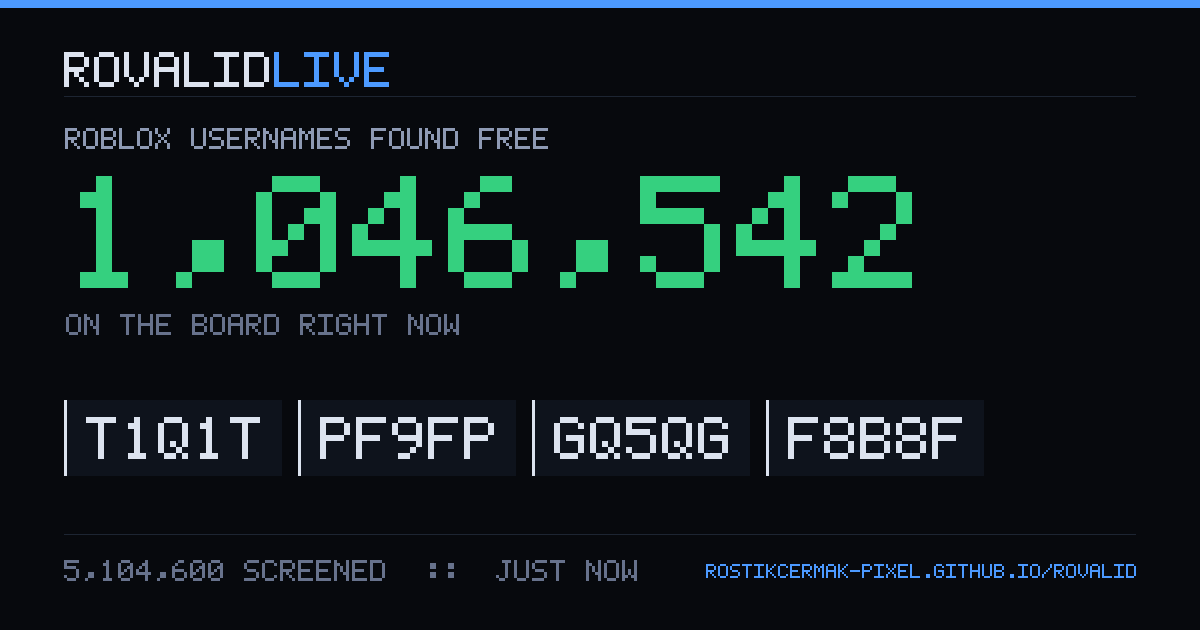 ROVALIDLIVE
ROBLOX USERNAMES FOUND FREE
1,046,542
ON THE BOARD RIGHT NOW
T1Q1T PF9FP GQ5QG F8B8F
5,104,600 SCREENED :: JUST NOW ROSTIKCERMAK-PIXEL.GITHUB.IO/ROVALID